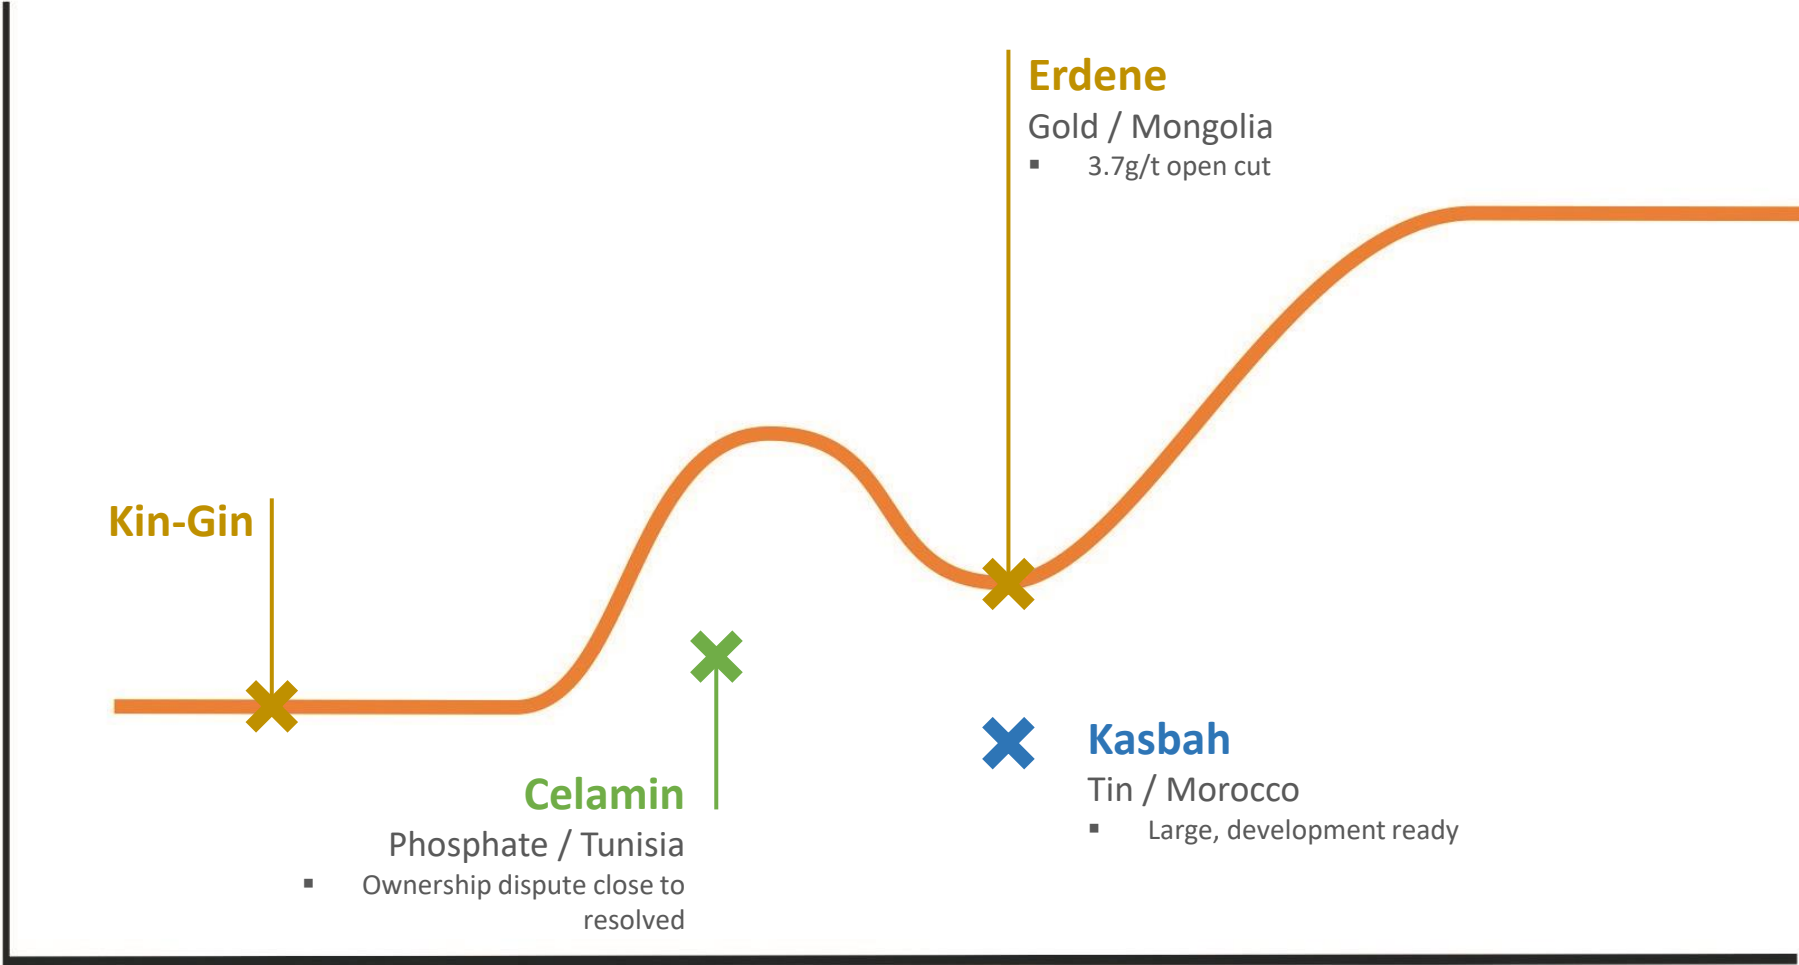 Erdene
Gold / Mongolia
▪ 3.7g/t open cut
Kin-Gin
Kasbah
Tin / Morocco
▪ Large, development ready
Celamin
Phosphate / Tunisia
▪ Ownership dispute close to
resolved